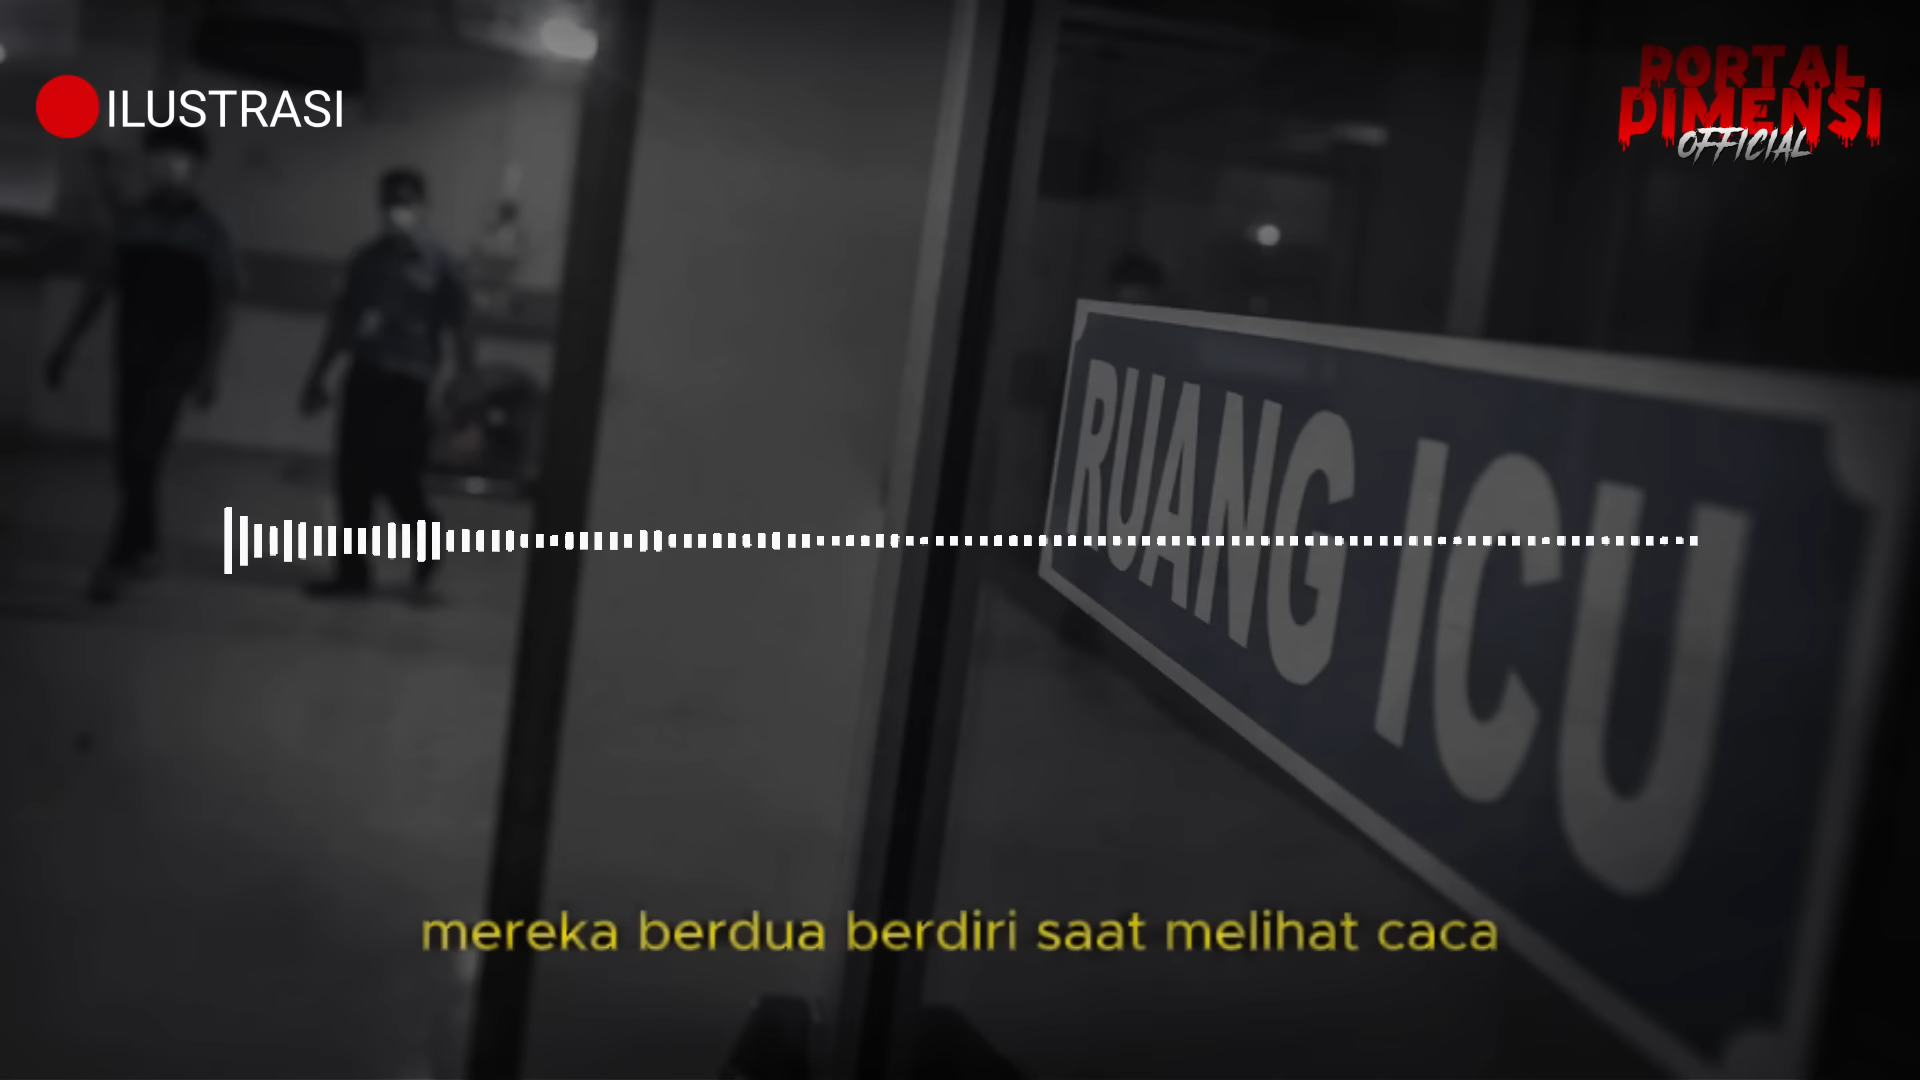 ILUSTRASI
PORTAL
DIMENSI
OFFICIAL
RUANG ICU
mereka berdua berdiri saat melihat caca